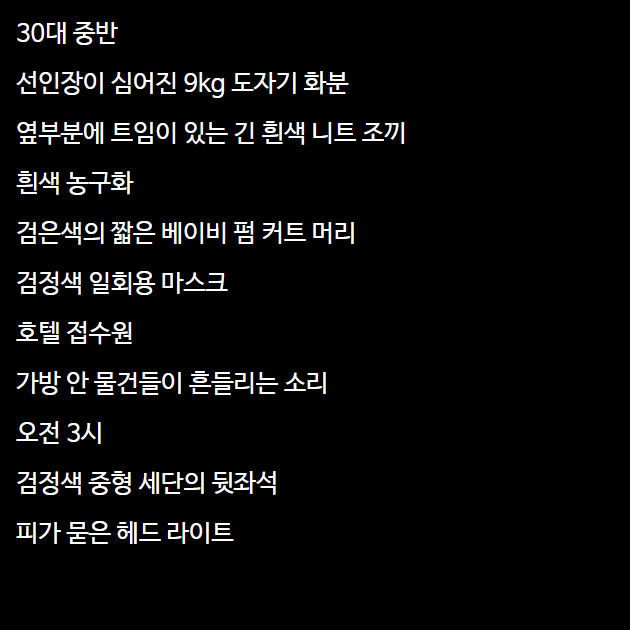 30대 중반
선인장이 심어진 9kg 도자기 화분
옆부분에 트임이 있는 긴 흰색 니트 조끼
흰색 농구화
검은색의 짧은 베이비 펌 커트 머리
검정색 일회용 마스크
호텔 접수원
가방 안 물건들이 흔들리는 소리
오전 3시
검정색 중형 세단의 뒷좌석
피가 묻은 헤드 라이트